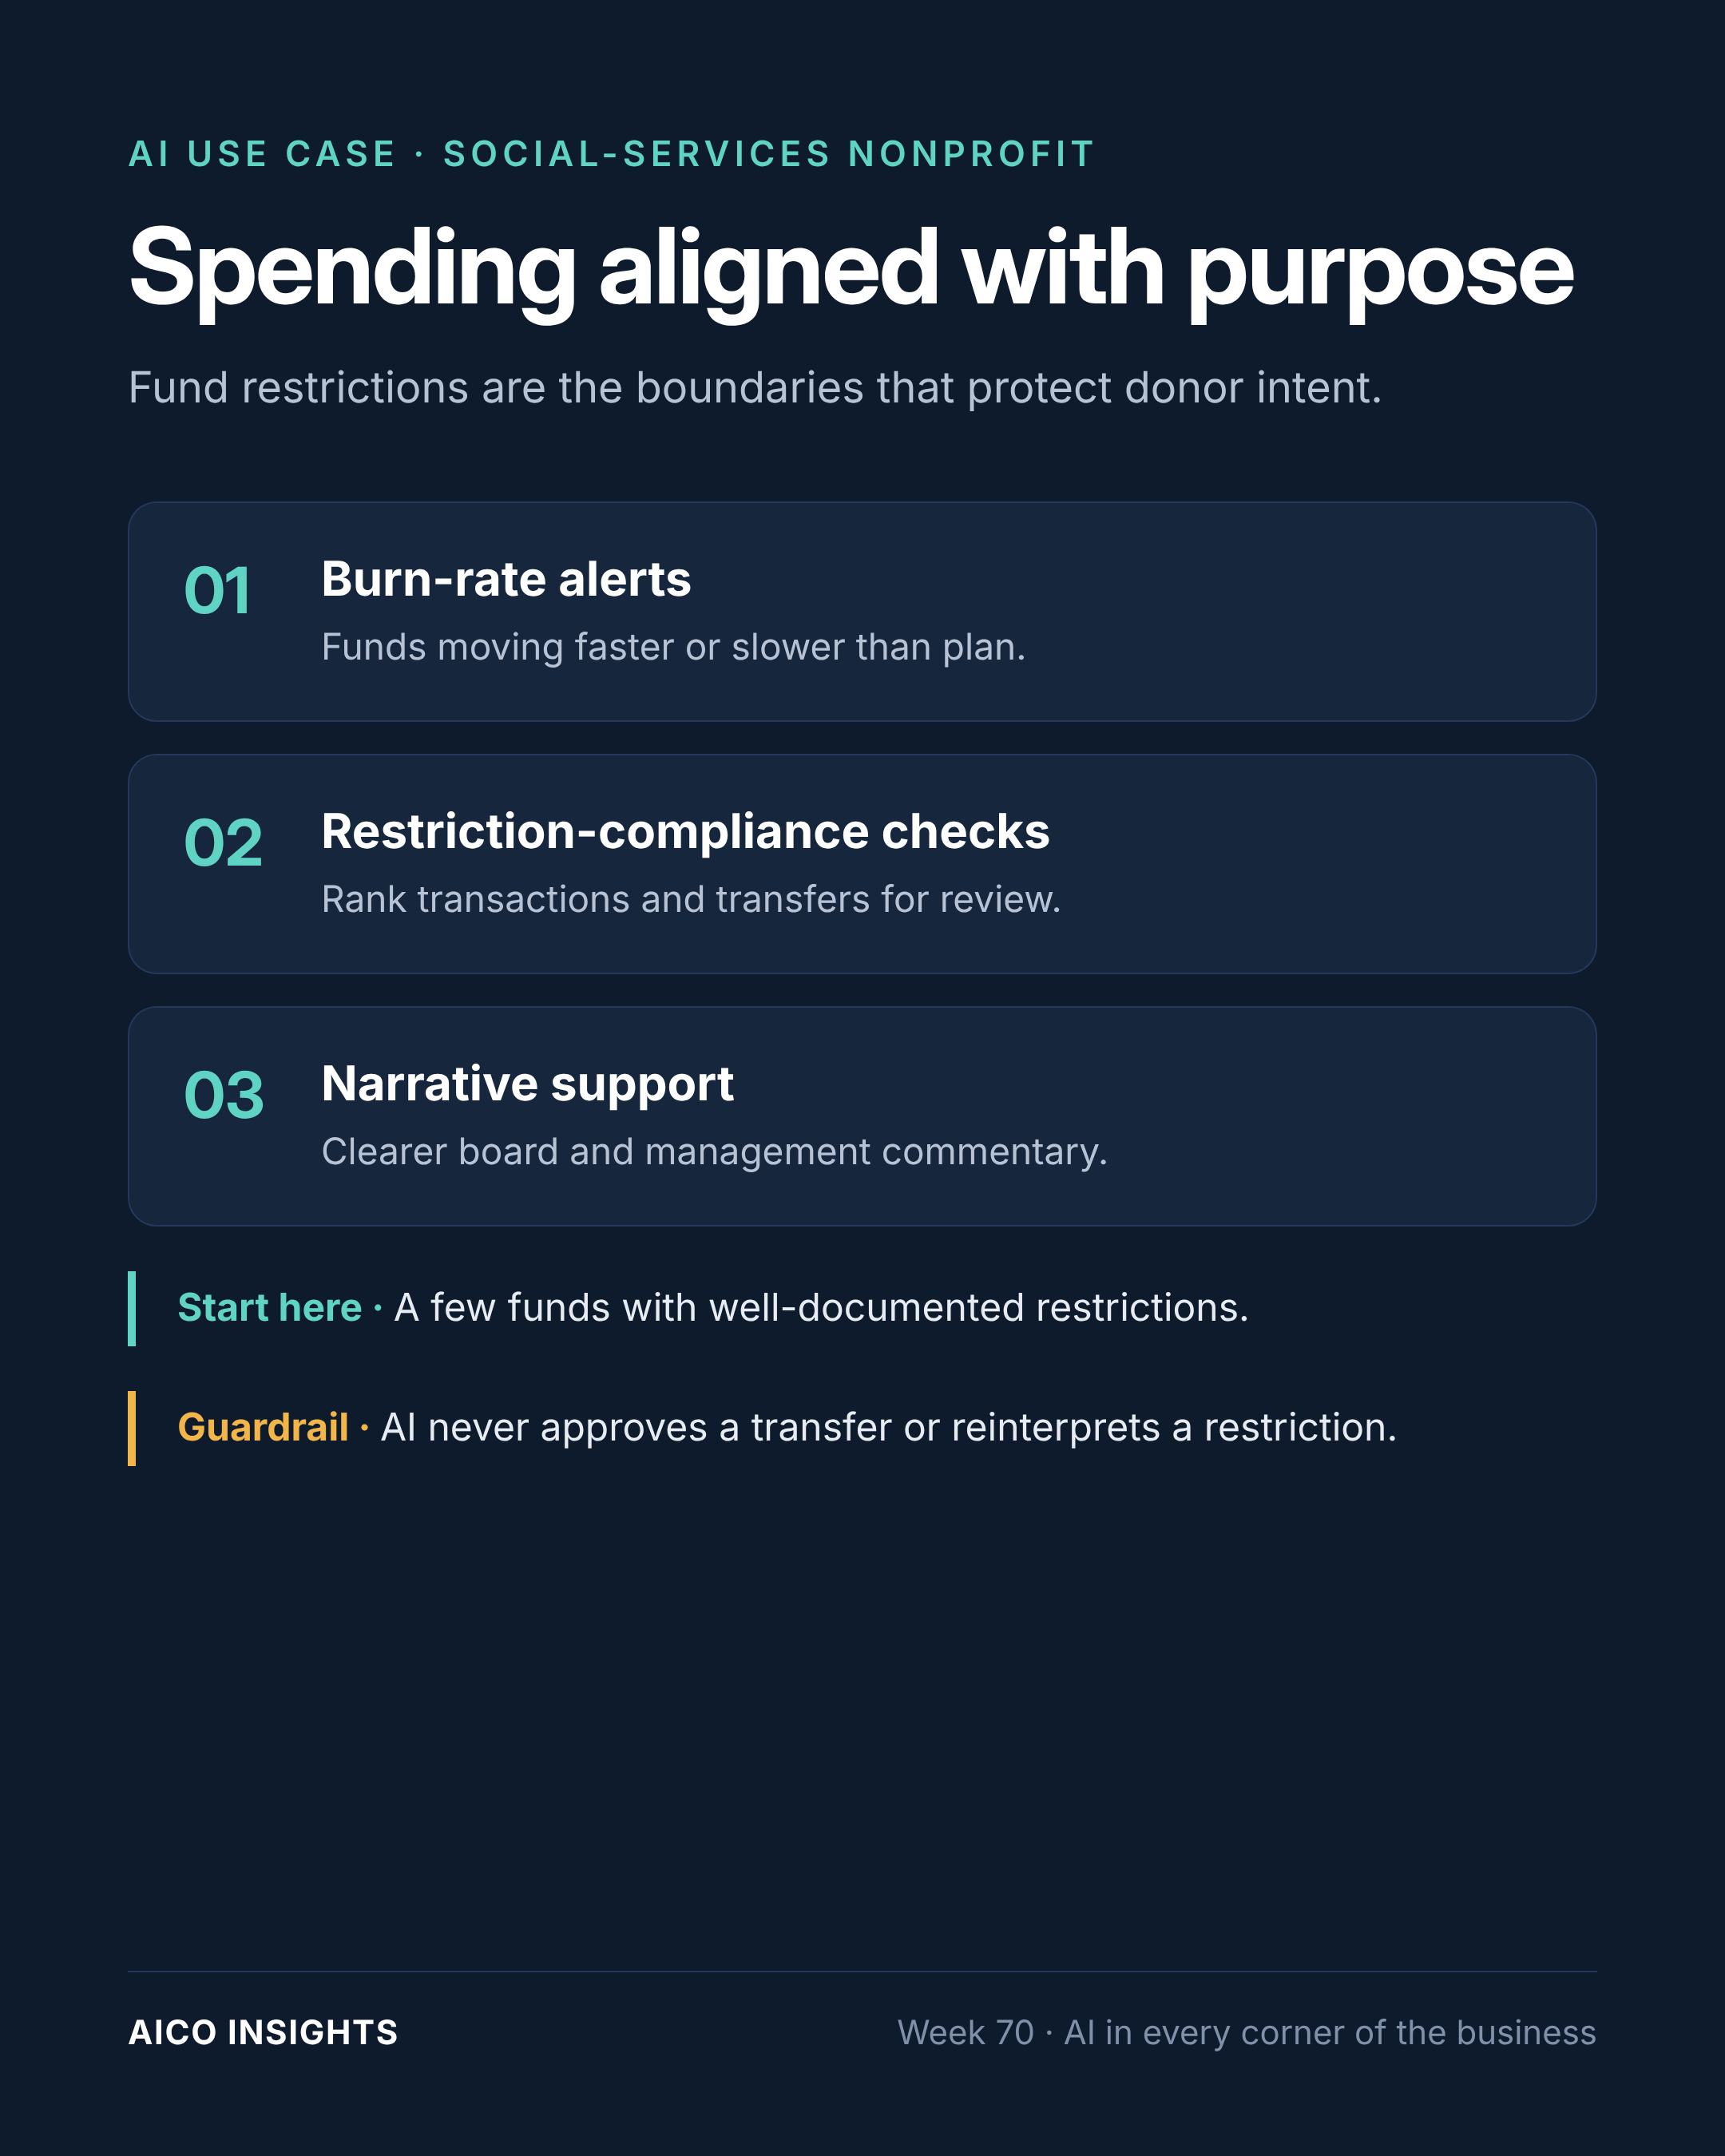 AI USE CASE · SOCIAL-SERVICES NONPROFIT
Spending aligned with purpose
Fund restrictions are the boundaries that protect donor intent.
01
Burn-rate alerts
Funds moving faster or slower than plan.
02
Restriction-compliance checks
Rank transactions and transfers for review.
03
Narrative support
Clearer board and management commentary.
Start here · A few funds with well-documented restrictions.
Guardrail · AI never approves a transfer or reinterprets a restriction.
AICO INSIGHTS
Week 70 · AI in every corner of the business